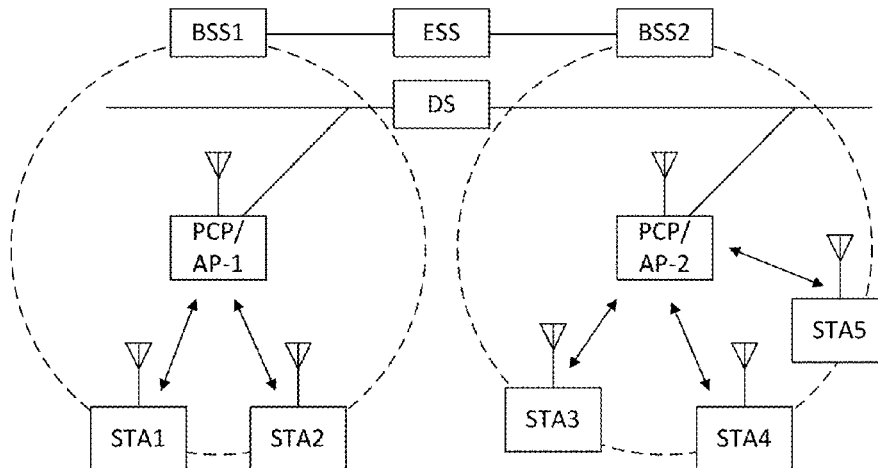 BSS1
ESS
BSS2
DS
PCP/
AP-1
PCP/
AP-2
STA5
STA3
STA1
STA2
STA4